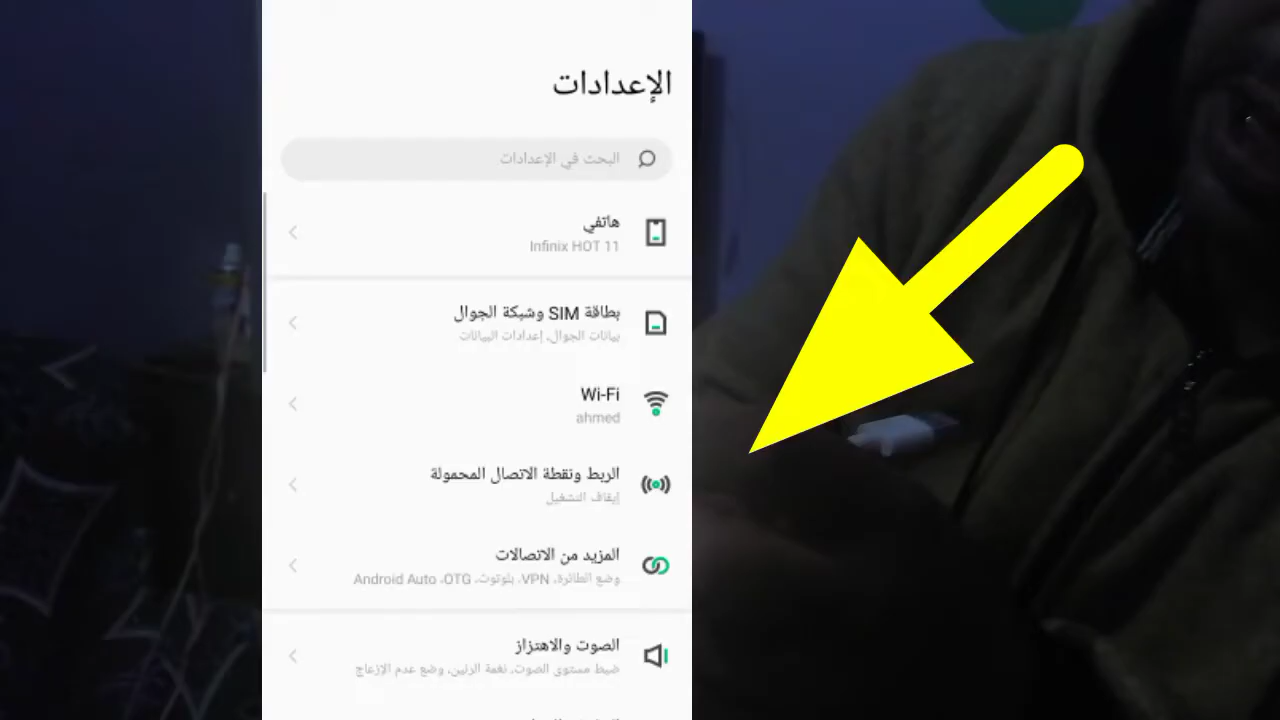 الإعدادات
البحث في الإعدادات
هاتفي
Infinix HOT 11
بطاقة SIM وشبكة الجوال
بيانات الجوال، إعدادات البيانات
Wi-Fi
ahmed
الربط ونقطة الاتصال المحمولة
إيقاف التشغيل
المزيد من الاتصالات
وضع الطائرة، VPN، بلوتوث، Android Auto ،OTG
الصوت والاهتزاز
ضبط مستوى الصوت، نغمة الرنين، وضع عدم الإزعاج